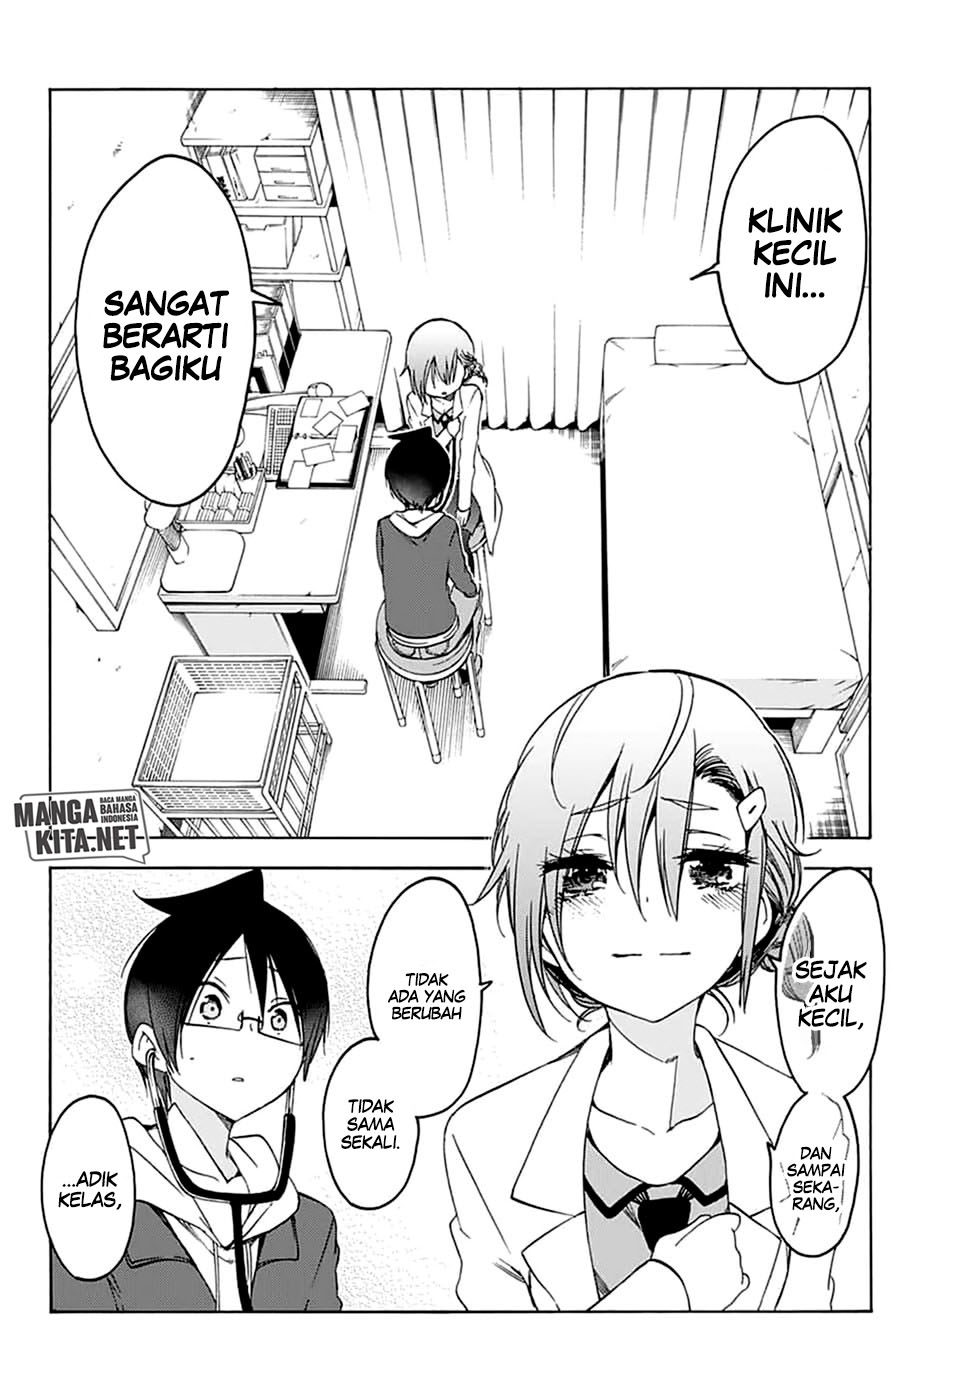 KLINIK
KECIL
INI...
SANGAT
BERARTI
BAGIKU
MANGA
KITA.NET
BACA MANGA
BAHASA
INDONESIA
SEJAK
AKU
KECIL,
DAN
SAMPAI
SEKA-
RANG,
TIDAK
ADA YANG
BERUBAH
TIDAK
SAMA
SEKALI.
...ADIK
KELAS,